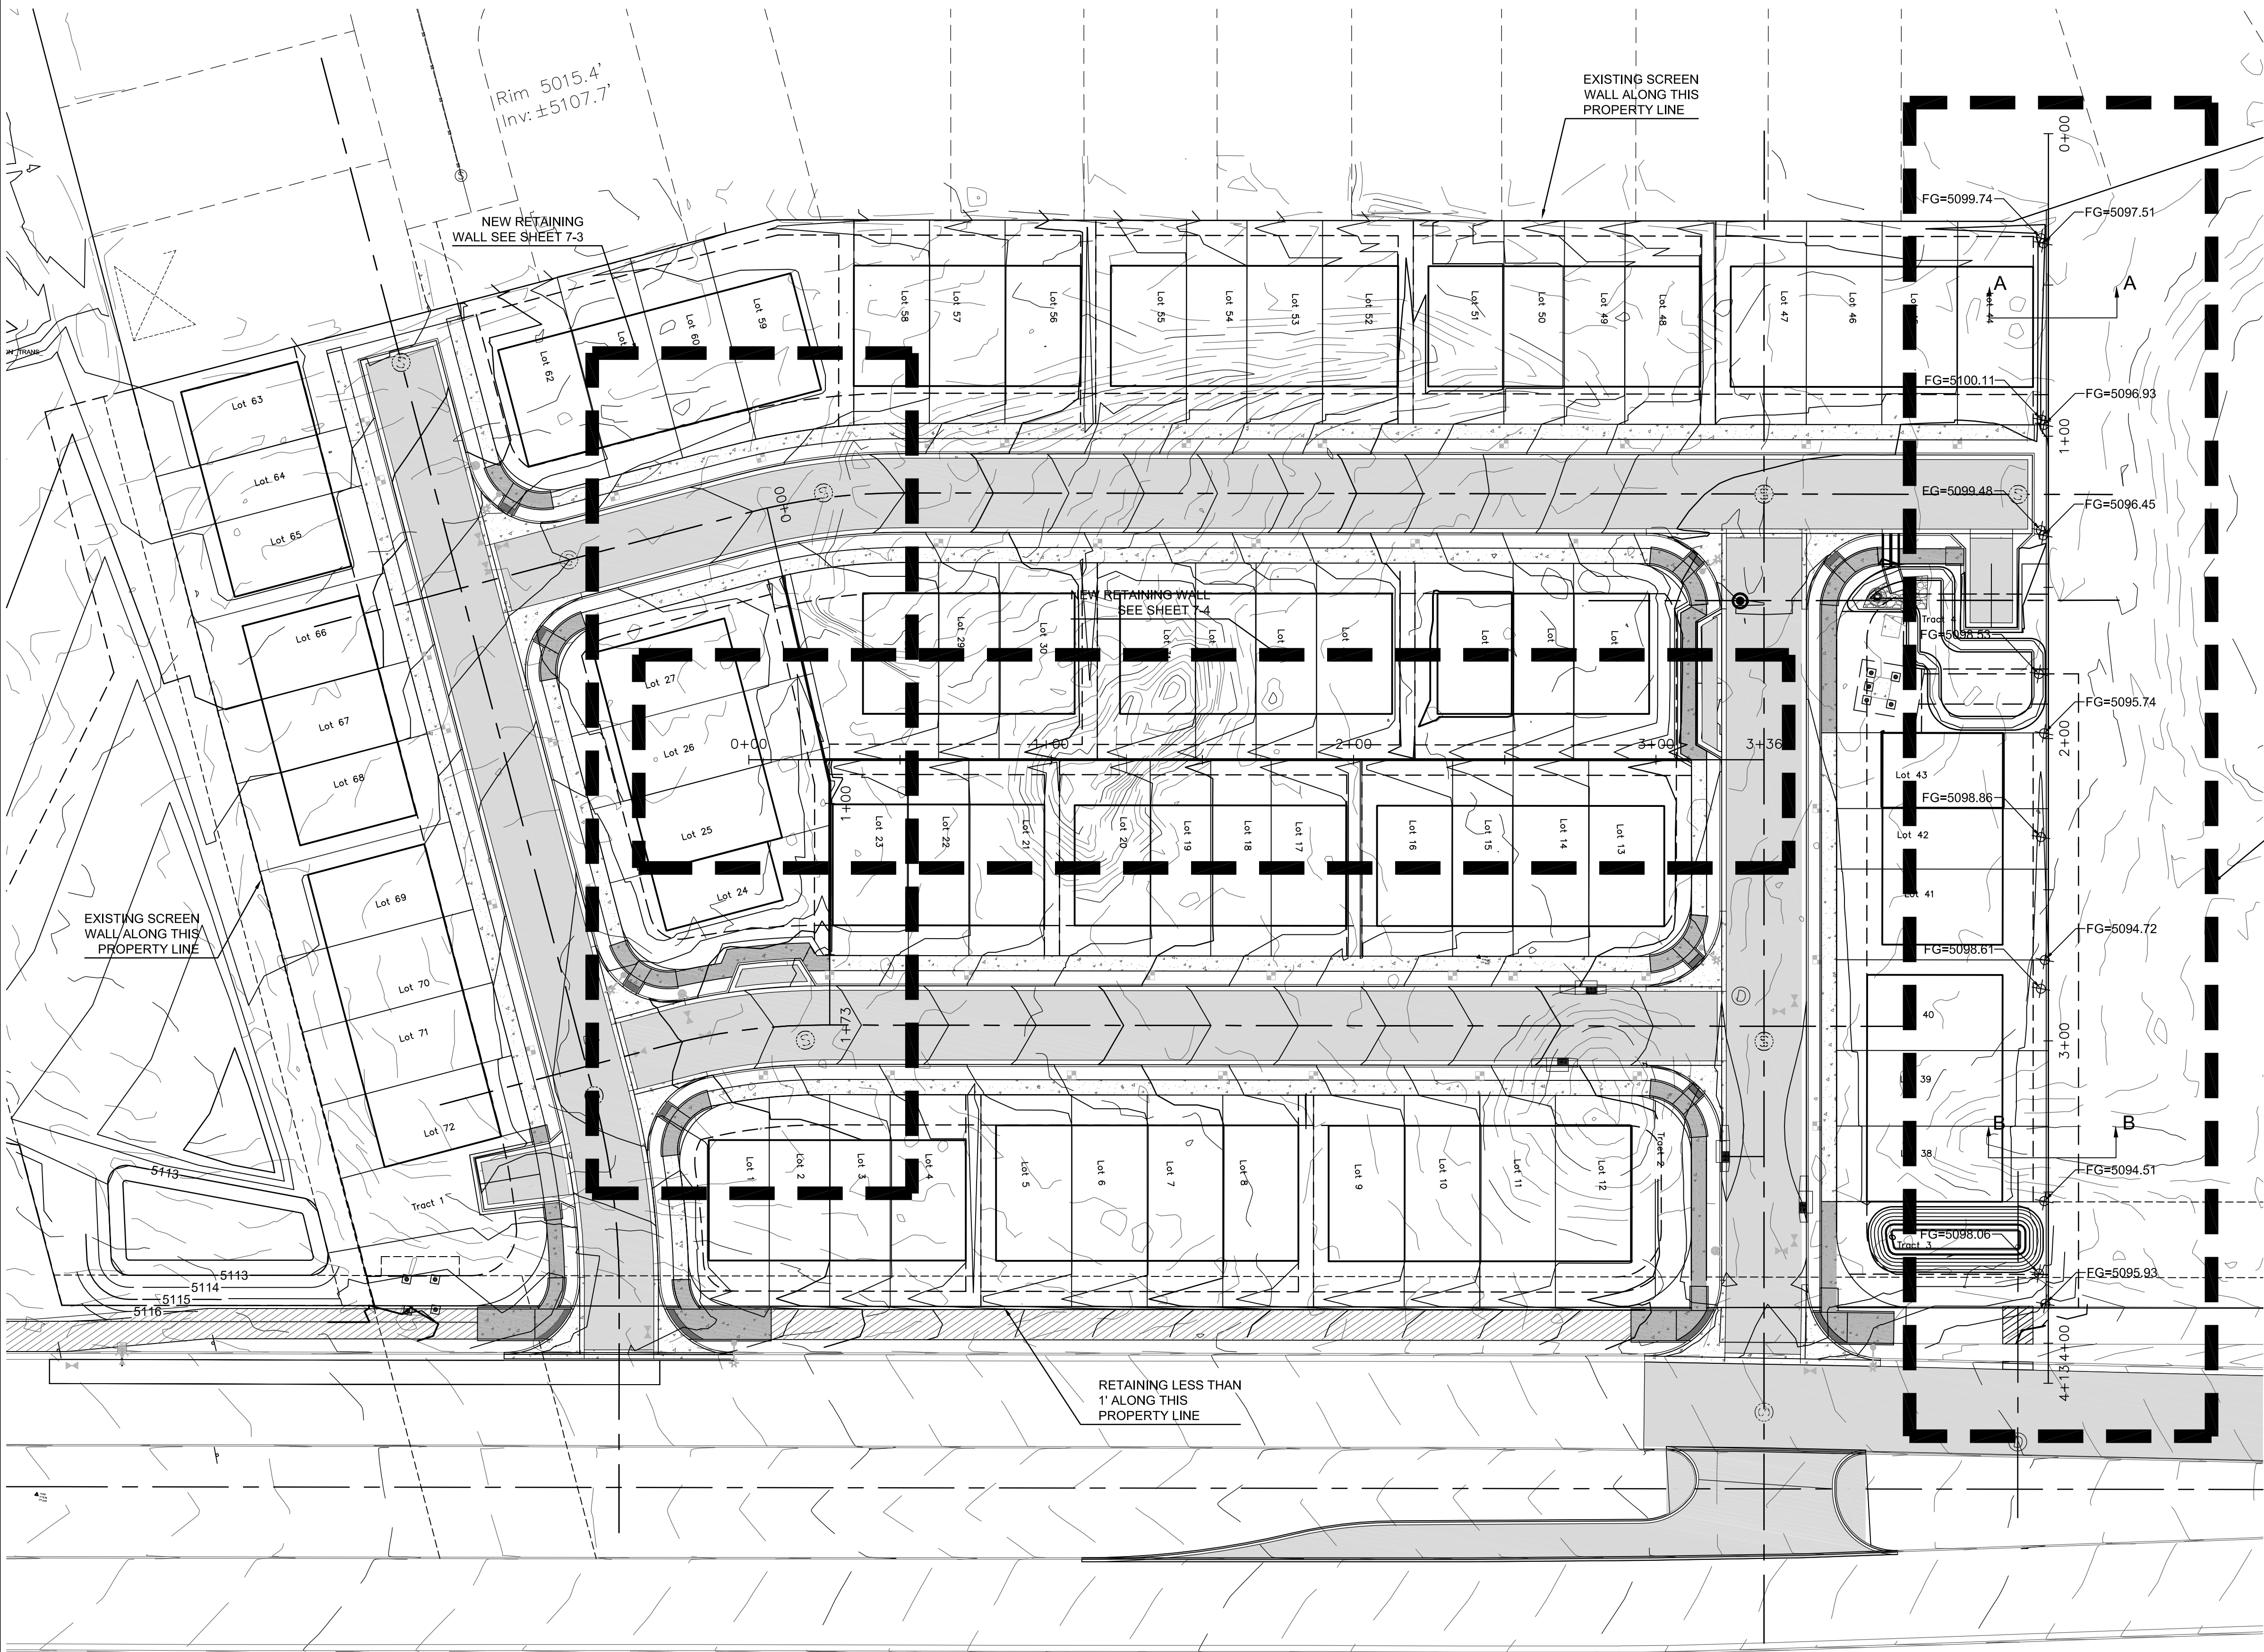 Rim 5015.4'
Inv: ±5107.7'
EXISTING SCREEN
WALL ALONG THIS
PROPERTY LINE
NEW RETAINING
WALL SEE SHEET 7-3
0+00
FG=5099.74
FG=5097.51
A
A
FG=5100.11
FG=5096.93
1+00
FG=5099.48
FG=5096.45
Lot 62
Lot 60
Lot 59
Lot 58
Lot 57
Lot 56
Lot 55
Lot 54
Lot 53
Lot 52
Lot 51
Lot 50
Lot 49
Lot 48
Lot 47
Lot 46
Lot 63
Lot 64
Lot 65
Lot 66
Lot 67
Lot 68
0+00
NEW RETAINING WALL
SEE SHEET 7-4
Lot 29
Lot 30
Lot
Lot
Lot
Lot
Lot
Lot 27
Lot 26
Lot 25
Lot 24
0+00
1+00
2+00
3+00
3+36
1+00
Tract 4
FG=5098.53
FG=5095.74
2+00
Lot 43
FG=5098.86
Lot 42
Lot 41
FG=5094.72
FG=5098.61
Lot 23
Lot 22
Lot 21
Lot 20
Lot 19
Lot 18
Lot 17
Lot 16
Lot 15
Lot 14
Lot 13
EXISTING SCREEN
WALL ALONG THIS
PROPERTY LINE
Lot 69
Lot 70
Lot 71
Lot 72
1+73
40
3+00
39
B
B
38
FG=5094.51
FG=5098.06
Tract 3
FG=5095.93
4+00
4+13
Lot 1
Lot 2
Lot 3
Lot 4
Lot 5
Lot 6
Lot 7
Lot 8
Lot 9
Lot 10
Lot 11
Lot 12
Tract 2
Tract 1
5113
5113
5114
5115
5116
RETAINING LESS THAN
1' ALONG THIS
PROPERTY LINE